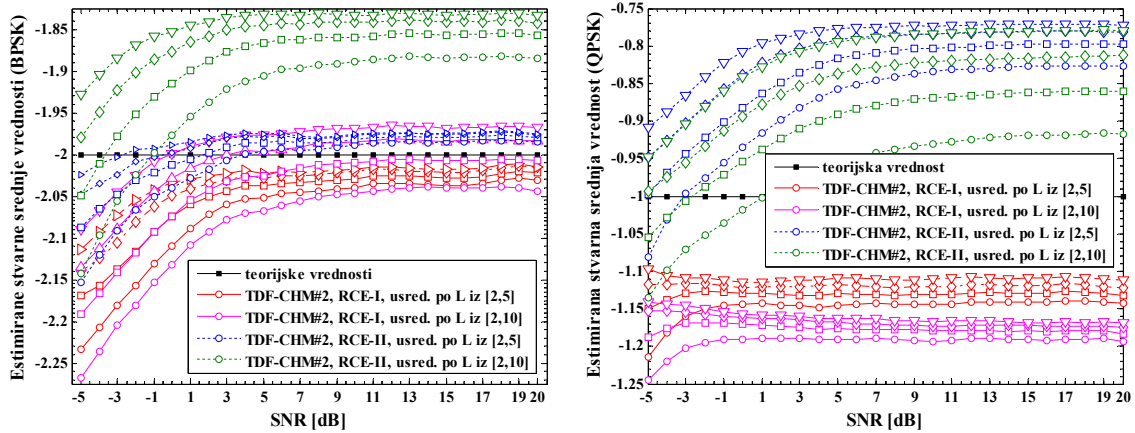 Estimirane stvarne srednje vrednosti (BPSK)
-1.85
-1.9
-1.95
-2
-2.05
-2.1
-2.15
-2.2
-2.25
teorijske vrednosti
TDF-CHM#2, RCE-I, usred. po L iz [2,5]
TDF-CHM#2, RCE-I, usred. po L iz [2,10]
TDF-CHM#2, RCE-II, usred. po L iz [2,5]
TDF-CHM#2, RCE-II, usred. po L iz [2,10]
-5 -3 -1 1 3 5 7 9 11 13 15 17 19 20
SNR [dB]
Estimirana stvarna srednja vrednost (QPSK)
-0.75
-0.8
-0.85
-0.9
-0.95
-1
-1.05
-1.1
-1.15
-1.2
-1.25
teorijska vrednost
TDF-CHM#2, RCE-I, usred. po L iz [2,5]
TDF-CHM#2, RCE-I, usred. po L iz [2,10]
TDF-CHM#2, RCE-II, usred. po L iz [2,5]
TDF-CHM#2, RCE-II, usred. po L iz [2,10]
-5 -3 -1 1 3 5 7 9 11 13 15 17 19 20
SNR [dB]